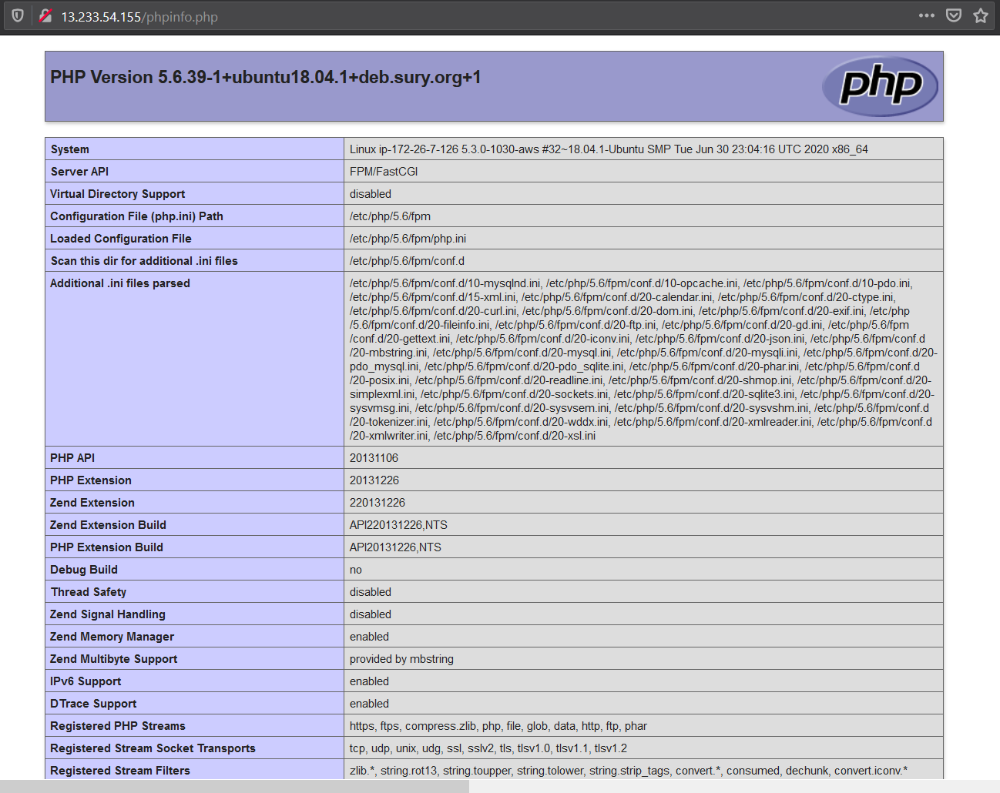 13.233.54.155/phpinfo.php
PHP Version 5.6.39-1+ubuntu18.04.1+deb.sury.org+1
php
System Linux ip-172-26-7-126 5.3.0-1030-aws #32~18.04.1-Ubuntu SMP Tue Jun 30 23:04:16 UTC 2020 x86_64
Server API FPM/FastCGI
Virtual Directory Support disabled
Configuration File (php.ini) Path /etc/php/5.6/fpm
Loaded Configuration File /etc/php/5.6/fpm/php.ini
Scan this dir for additional .ini files /etc/php/5.6/fpm/conf.d
Additional .ini files parsed /etc/php/5.6/fpm/conf.d/10-mysqlnd.ini, /etc/php/5.6/fpm/conf.d/10-opcache.ini, /etc/php/5.6/fpm/conf.d/10-pdo.ini,
/etc/php/5.6/fpm/conf.d/15-xml.ini, /etc/php/5.6/fpm/conf.d/20-calendar.ini, /etc/php/5.6/fpm/conf.d/20-ctype.ini,
/etc/php/5.6/fpm/conf.d/20-curl.ini, /etc/php/5.6/fpm/conf.d/20-dom.ini, /etc/php/5.6/fpm/conf.d/20-exif.ini, /etc/php
/5.6/fpm/conf.d/20-fileinfo.ini, /etc/php/5.6/fpm/conf.d/20-ftp.ini, /etc/php/5.6/fpm/conf.d/20-gd.ini, /etc/php/5.6/fpm
/conf.d/20-gettext.ini, /etc/php/5.6/fpm/conf.d/20-iconv.ini, /etc/php/5.6/fpm/conf.d/20-json.ini, /etc/php/5.6/fpm/conf.d
/20-mbstring.ini, /etc/php/5.6/fpm/conf.d/20-mysql.ini, /etc/php/5.6/fpm/conf.d/20-mysqli.ini, /etc/php/5.6/fpm/conf.d/20-
pdo_mysql.ini, /etc/php/5.6/fpm/conf.d/20-pdo_sqlite.ini, /etc/php/5.6/fpm/conf.d/20-phar.ini, /etc/php/5.6/fpm/conf.d
/20-posix.ini, /etc/php/5.6/fpm/conf.d/20-readline.ini, /etc/php/5.6/fpm/conf.d/20-shmop.ini, /etc/php/5.6/fpm/conf.d/20-
simplexml.ini, /etc/php/5.6/fpm/conf.d/20-sockets.ini, /etc/php/5.6/fpm/conf.d/20-sqlite3.ini, /etc/php/5.6/fpm/conf.d/20-
sysvmsg.ini, /etc/php/5.6/fpm/conf.d/20-sysvsem.ini, /etc/php/5.6/fpm/conf.d/20-sysvshm.ini, /etc/php/5.6/fpm/conf.d
/20-tokenizer.ini, /etc/php/5.6/fpm/conf.d/20-wddx.ini, /etc/php/5.6/fpm/conf.d/20-xmlreader.ini, /etc/php/5.6/fpm/conf.d
/20-xmlwriter.ini, /etc/php/5.6/fpm/conf.d/20-xsl.ini
PHP API 20131106
PHP Extension 20131226
Zend Extension 220131226
Zend Extension Build API220131226,NTS
PHP Extension Build API20131226,NTS
Debug Build no
Thread Safety disabled
Zend Signal Handling disabled
Zend Memory Manager enabled
Zend Multibyte Support provided by mbstring
IPv6 Support enabled
DTrace Support enabled
Registered PHP Streams https, ftps, compress.zlib, php, file, glob, data, http, ftp, phar
Registered Stream Socket Transports tcp, udp, unix, udg, ssl, sslv2, tls, tlsv1.0, tlsv1.1, tlsv1.2
Registered Stream Filters zlib.*, string.rot13, string.toupper, string.tolower, string.strip_tags, convert.*, consumed, dechunk, convert.iconv.*